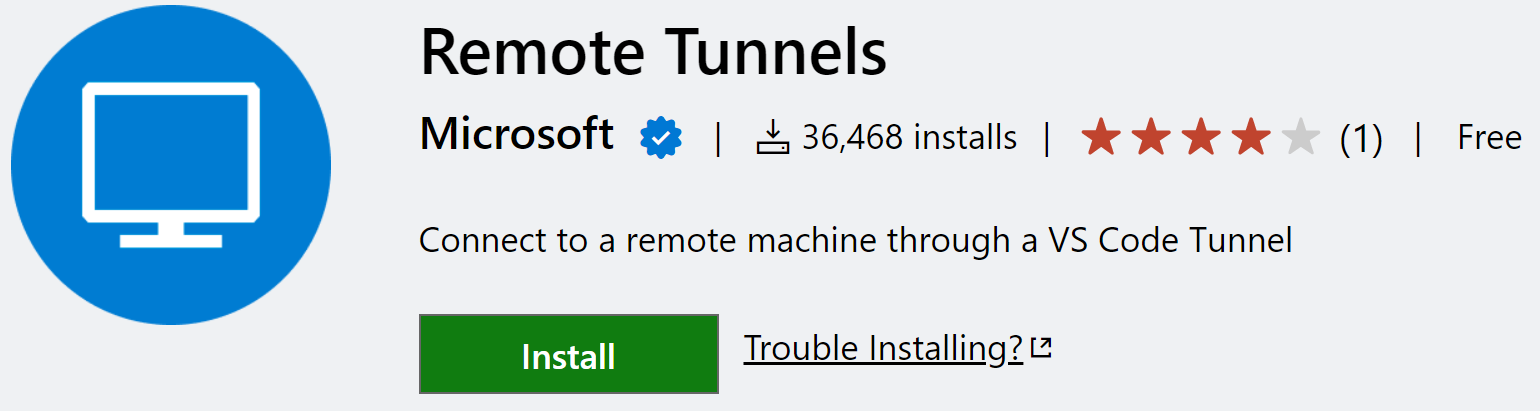 Remote Tunnels
Microsoft | 36,468 installs | (1) | Free
Connect to a remote machine through a VS Code Tunnel
Install Trouble Installing?